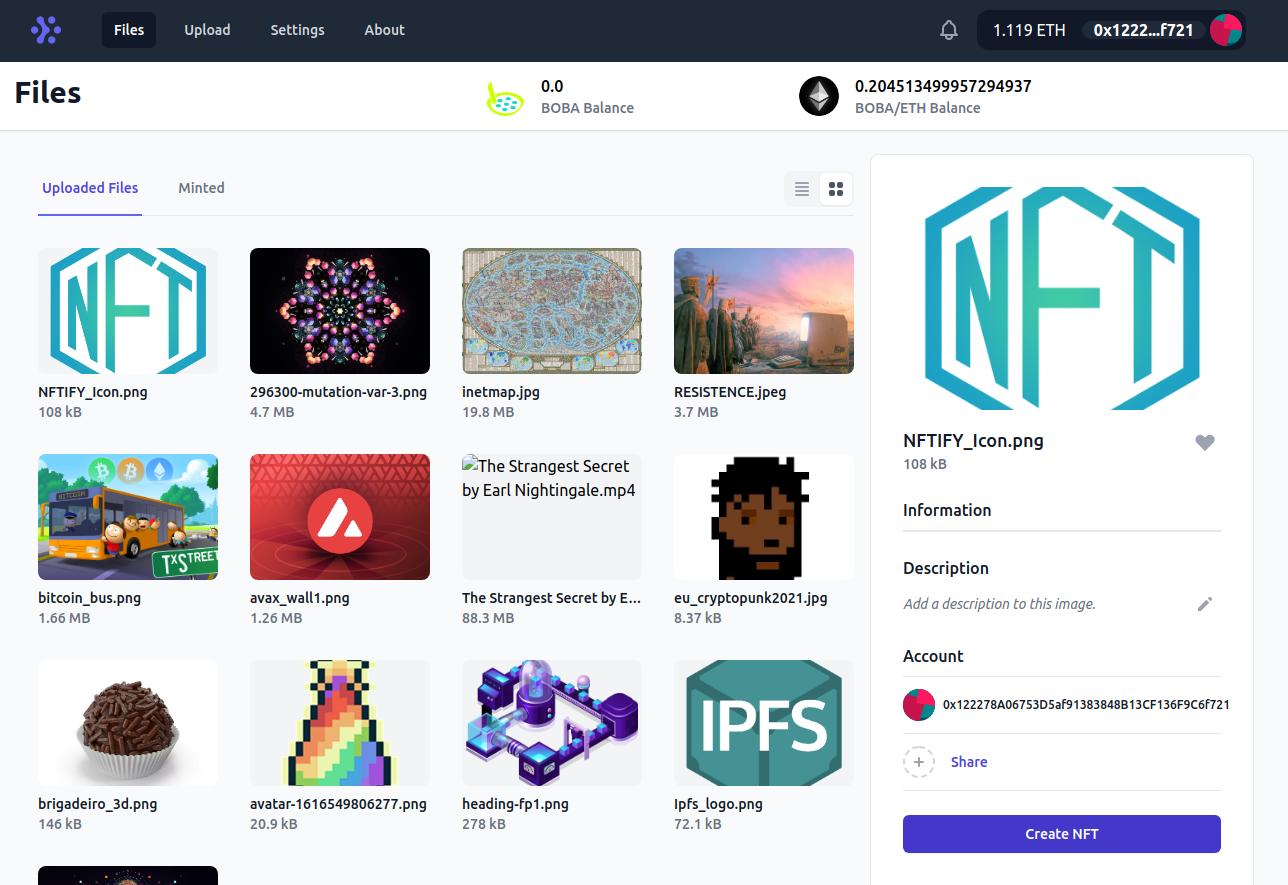 Files
Upload
Settings
About
1.119 ETH
0x1222...f721
Files
0.0
BOBA Balance
0.204513499957294937
BOBA/ETH Balance
Uploaded Files
Minted
NFT
NFTIFY_Icon.png
108 kB
296300-mutation-var-3.png
4.7 MB
inetmap.jpg
19.8 MB
RESISTENCE.jpeg
3.7 MB
BITCOIN
TXSTREET
bitcoin_bus.png
1.66 MB
avax_wall1.png
1.26 MB
The Strangest Secret
by Earl Nightingale.mp4
The Strangest Secret by E...
88.3 MB
eu_cryptopunk2021.jpg
8.37 kB
brigadeiro_3d.png
146 kB
avatar-1616549806277.png
20.9 kB
heading-fp1.png
278 kB
IPFS
Ipfs_logo.png
72.1 kB
NFT
NFTIFY_Icon.png
108 kB
Information
Description
Add a description to this image.
Account
0x122278A06753D5af91383848B13CF136F9C6f721
Share
Create NFT